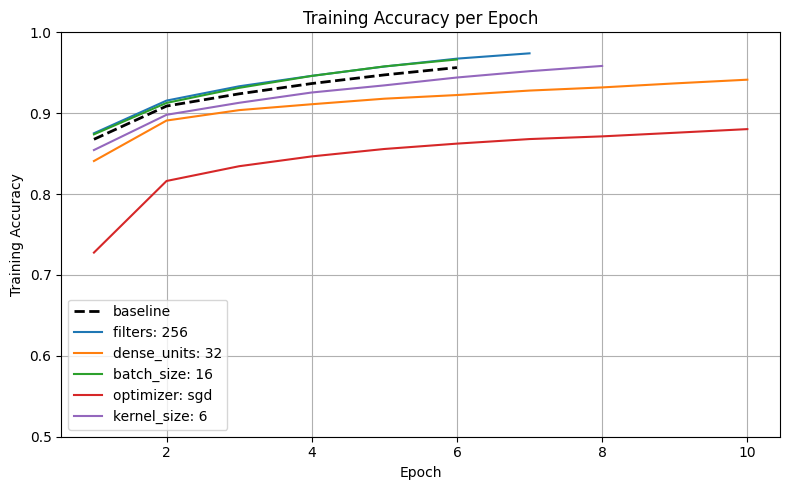 Training Accuracy per Epoch
1.0
0.9
0.8
0.7
0.6
0.5
Training Accuracy
baseline
filters: 256
dense_units: 32
batch_size: 16
optimizer: sgd
kernel_size: 6
2 4 6 8 10
Epoch